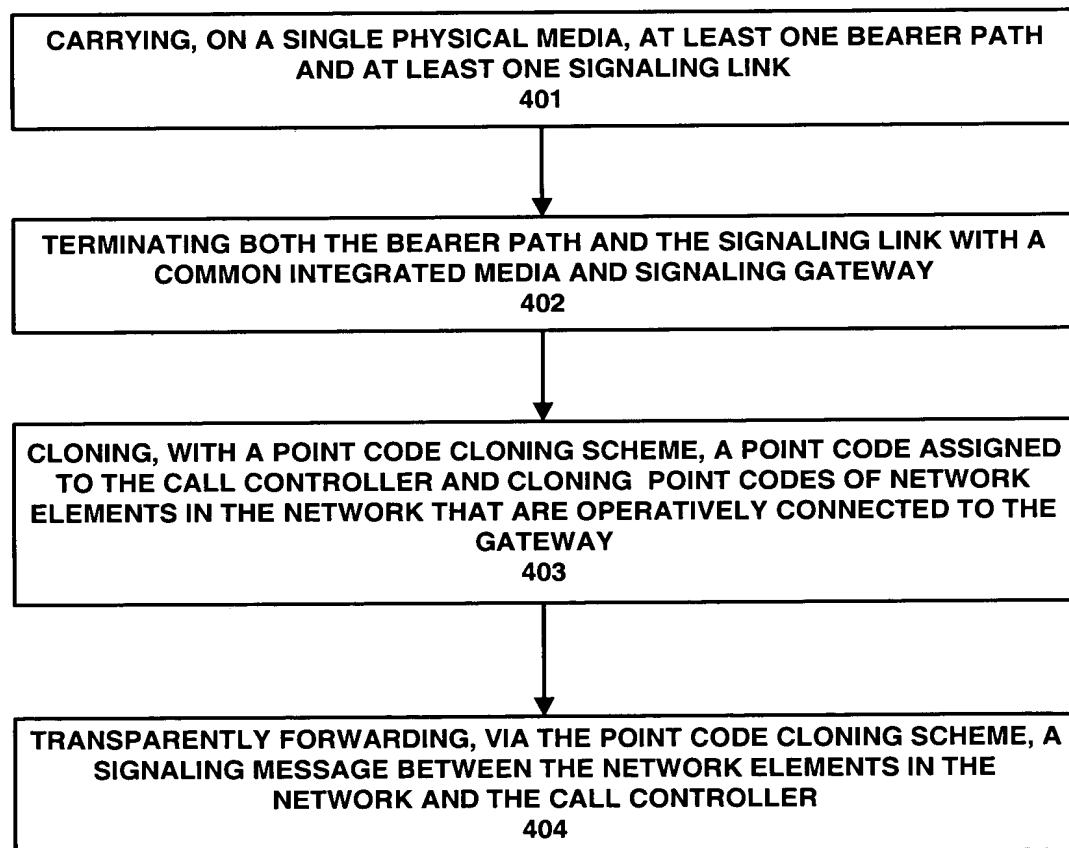 CARRYING, ON A SINGLE PHYSICAL MEDIA, AT LEAST ONE BEARER PATH
AND AT LEAST ONE SIGNALING LINK
401
TERMINATING BOTH THE BEARER PATH AND THE SIGNALING LINK WITH A
COMMON INTEGRATED MEDIA AND SIGNALING GATEWAY
402
CLONING, WITH A POINT CODE CLONING SCHEME, A POINT CODE ASSIGNED
TO THE CALL CONTROLLER AND CLONING POINT CODES OF NETWORK
ELEMENTS IN THE NETWORK THAT ARE OPERATIVELY CONNECTED TO THE
GATEWAY
403
TRANSPARENTLY FORWARDING, VIA THE POINT CODE CLONING SCHEME, A
SIGNALING MESSAGE BETWEEN THE NETWORK ELEMENTS IN THE
NETWORK AND THE CALL CONTROLLER
404